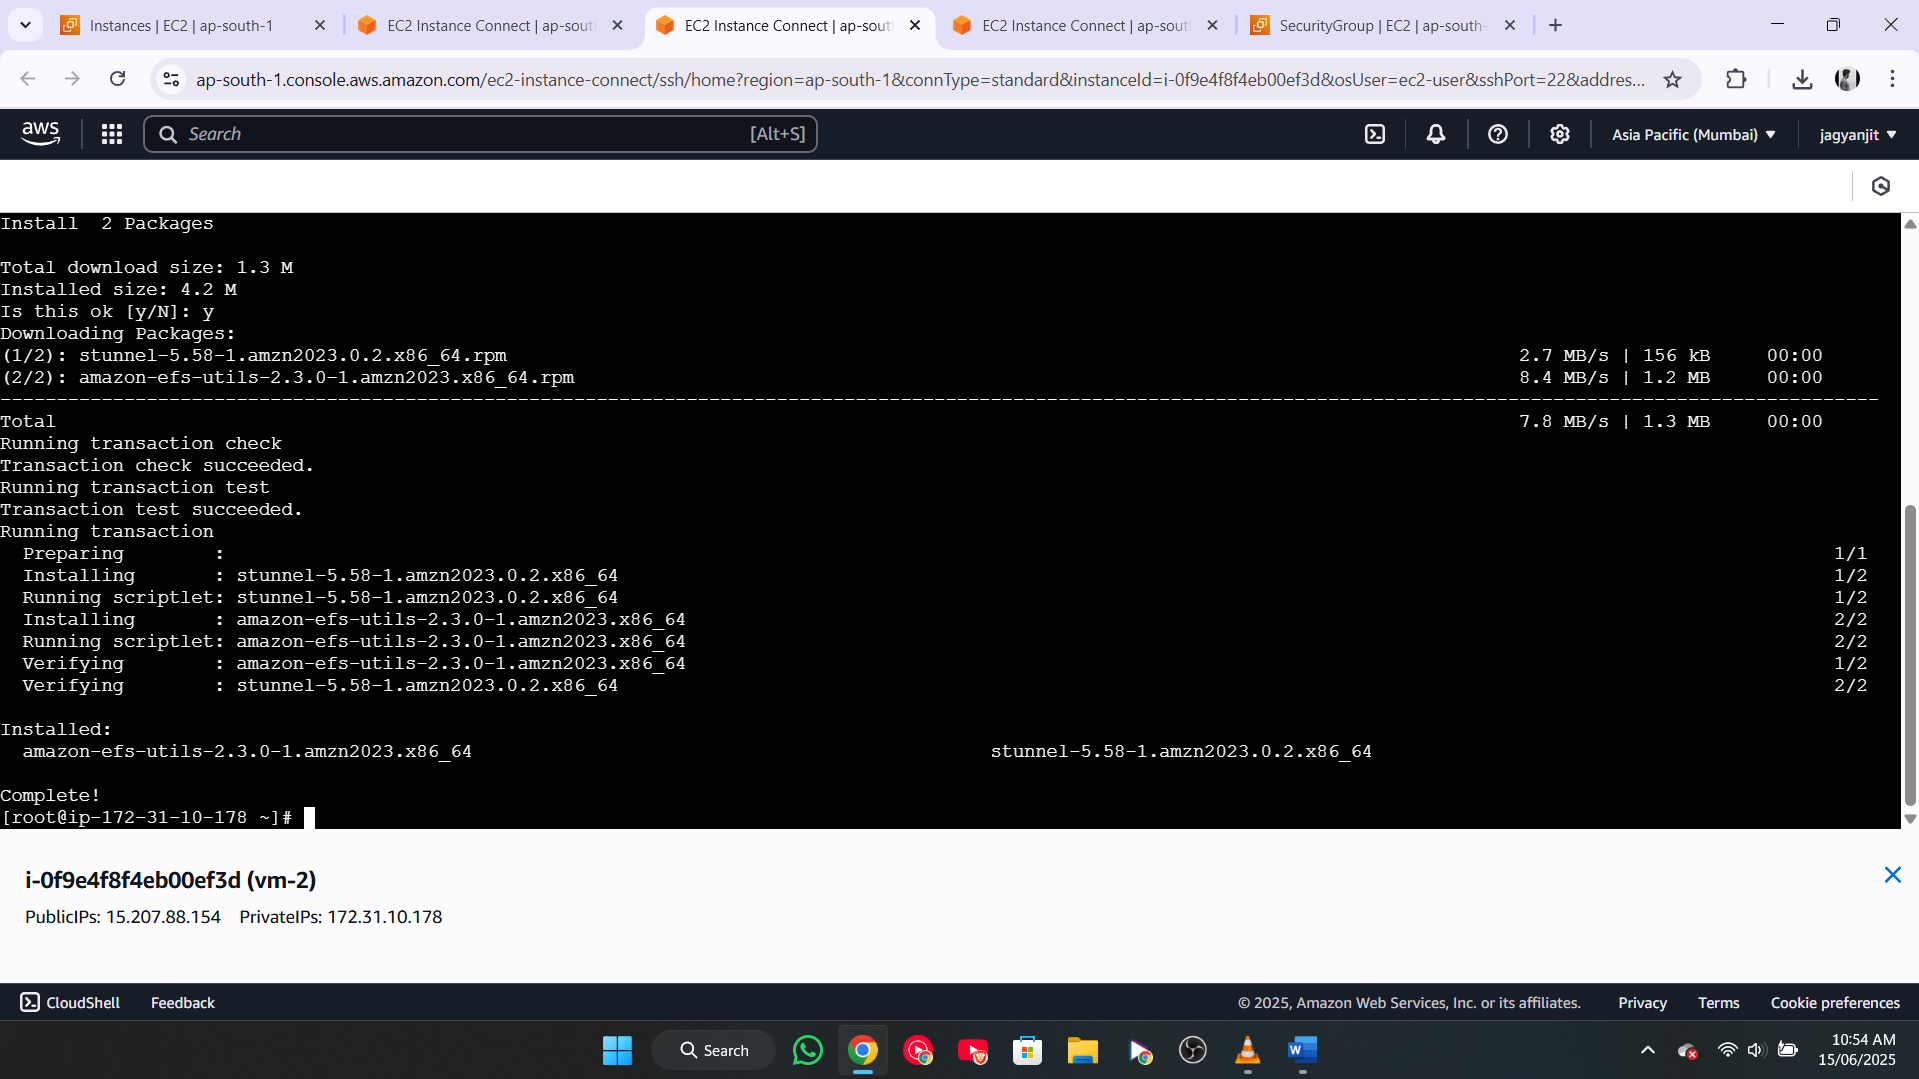 Instances | EC2 | ap-south-1
EC2 Instance Connect | ap-sout
EC2 Instance Connect | ap-sout
EC2 Instance Connect | ap-sout
SecurityGroup | EC2 | ap-south-
ap-south-1.console.aws.amazon.com/ec2-instance-connect/ssh/home?region=ap-south-1&connType=standard&instanceId=i-0f9e4f8f4eb00ef3d&osUser=ec2-user&sshPort=22&addres...
aws
Search
[Alt+S]
Asia Pacific (Mumbai)
jagyanjit
Install  2 Packages
Total download size: 1.3 M
Installed size: 4.2 M
Is this ok [y/N]: y
Downloading Packages:
(1/2): stunnel-5.58-1.amzn2023.0.2.x86_64.rpm 2.7 MB/s | 156 kB 00:00
(2/2): amazon-efs-utils-2.3.0-1.amzn2023.x86_64.rpm 8.4 MB/s | 1.2 MB 00:00
--------------------------------------------------------------------------------
Total 7.8 MB/s | 1.3 MB 00:00
Running transaction check
Transaction check succeeded.
Running transaction test
Transaction test succeeded.
Running transaction
Preparing : 1/1
Installing : stunnel-5.58-1.amzn2023.0.2.x86_64 1/2
Running scriptlet: stunnel-5.58-1.amzn2023.0.2.x86_64 1/2
Installing : amazon-efs-utils-2.3.0-1.amzn2023.x86_64 2/2
Running scriptlet: amazon-efs-utils-2.3.0-1.amzn2023.x86_64 2/2
Verifying : amazon-efs-utils-2.3.0-1.amzn2023.x86_64 1/2
Verifying : stunnel-5.58-1.amzn2023.0.2.x86_64 2/2
Installed:
amazon-efs-utils-2.3.0-1.amzn2023.x86_64 stunnel-5.58-1.amzn2023.0.2.x86_64
Complete!
[root@ip-172-31-10-178 ~]#
i-0f9e4f8f4eb00ef3d (vm-2)
PublicIPs: 15.207.88.154 PrivateIPs: 172.31.10.178
CloudShell
Feedback
© 2025, Amazon Web Services, Inc. or its affiliates.
Privacy
Terms
Cookie preferences
Search
10:54 AM
15/06/2025